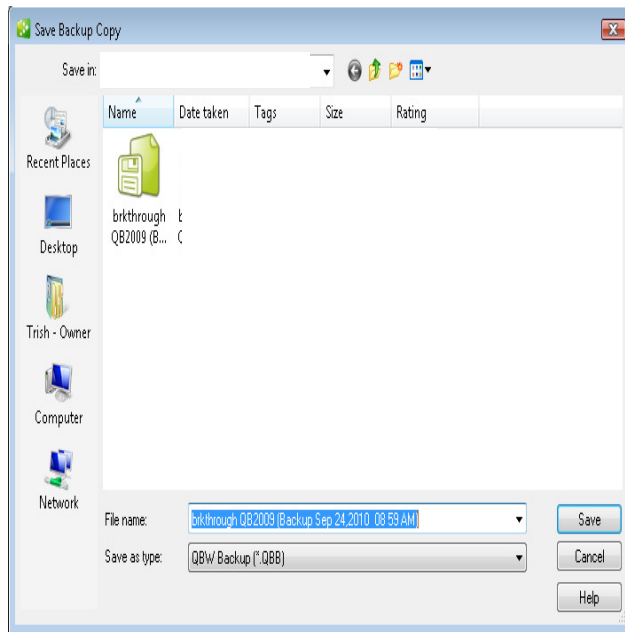 Save Backup Copy
Save in:
Name Date taken Tags Size Rating
Recent Places
Desktop
Trish - Owner
Computer
Network
brkthrough
QB2009 (B...
File name: brkthrough QB2009 (Backup Sep 24,2010 08 59 AM)
Save as type: QBW Backup (*.QBB)
Save
Cancel
Help